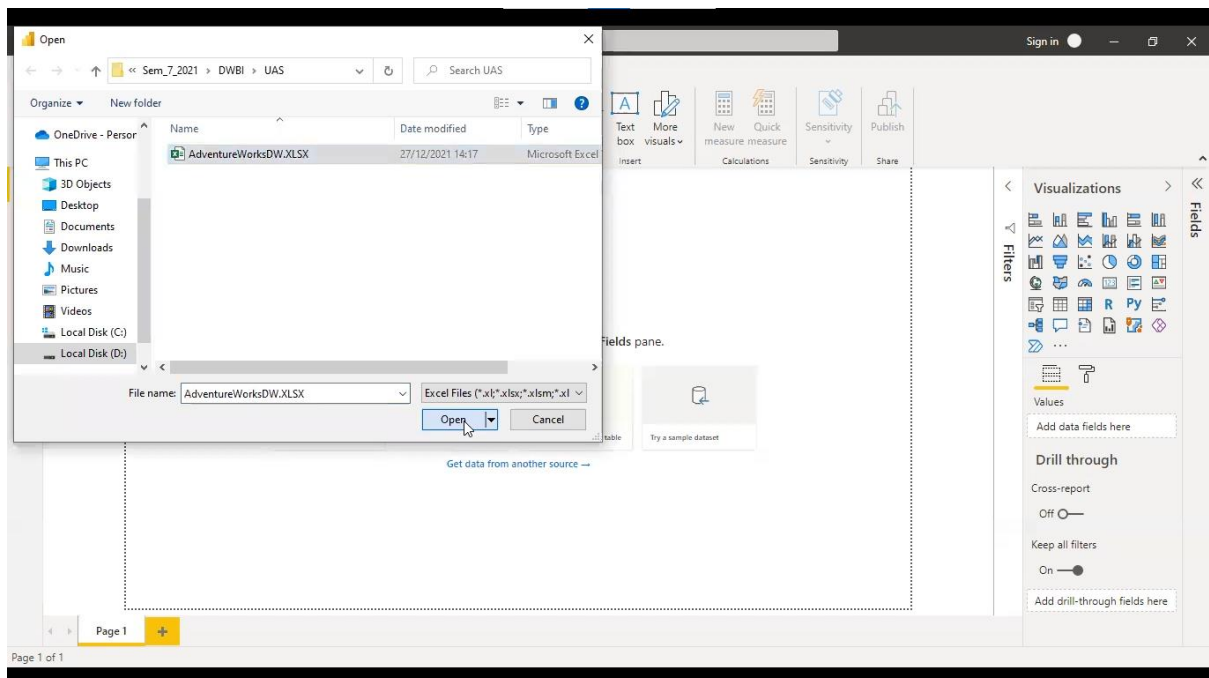 Open
Sign in
« Sem_7_2021 > DWBI > UAS
Search UAS
Organize
New folder
Name
Date modified
Type
OneDrive - Person
AdventureWorksDW.XLSX
27/12/2021 14:17
Microsoft Excel
This PC
3D Objects
Desktop
Documents
Downloads
Music
Pictures
Videos
Local Disk (C:)
Local Disk (D:)
File name:
AdventureWorksDW.XLSX
Excel Files (*.xl;*.xlsx;*.xlsm;*.xl
Open
Cancel
A
Text box
More visuals
New measure
Quick measure
Sensitivity
Publish
Insert
Calculations
Sensitivity
Share
Fields pane.
table
Try a sample dataset
Get data from another source →
Filters
Visualizations
Fields
123
R
Py
...
Values
Add data fields here
Drill through
Cross-report
Off
Keep all filters
On
Add drill-through fields here
Page 1
+
Page 1 of 1